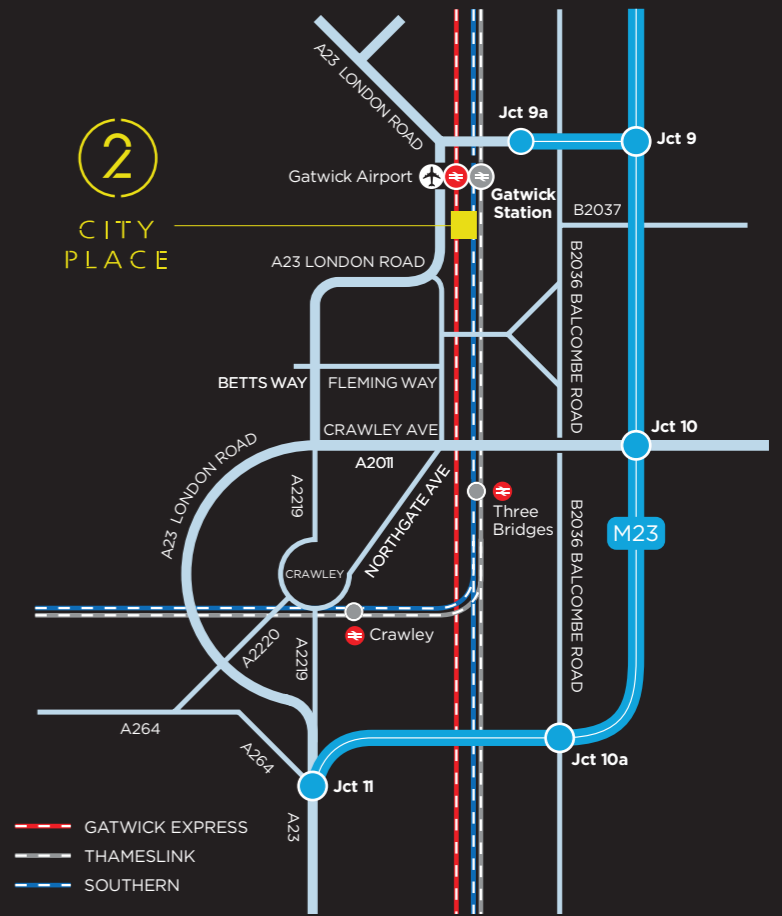 A23 LONDON ROAD
Jct 9a
Jct 9
2
CITY
PLACE
Gatwick Airport
Gatwick
Station
B2037
A23 LONDON ROAD
B2036 BALCOMBE ROAD
BETTS WAY
FLEMING WAY
CRAWLEY AVE
A2011
Jct 10
A23 LONDON ROAD
A2219
NORTHGATE AVE
Three
Bridges
M23
B2036 BALCOMBE ROAD
CRAWLEY
Crawley
A2220
A2219
A264
A264
Jct 10a
Jct 11
A23
GATWICK EXPRESS
THAMESLINK
SOUTHERN